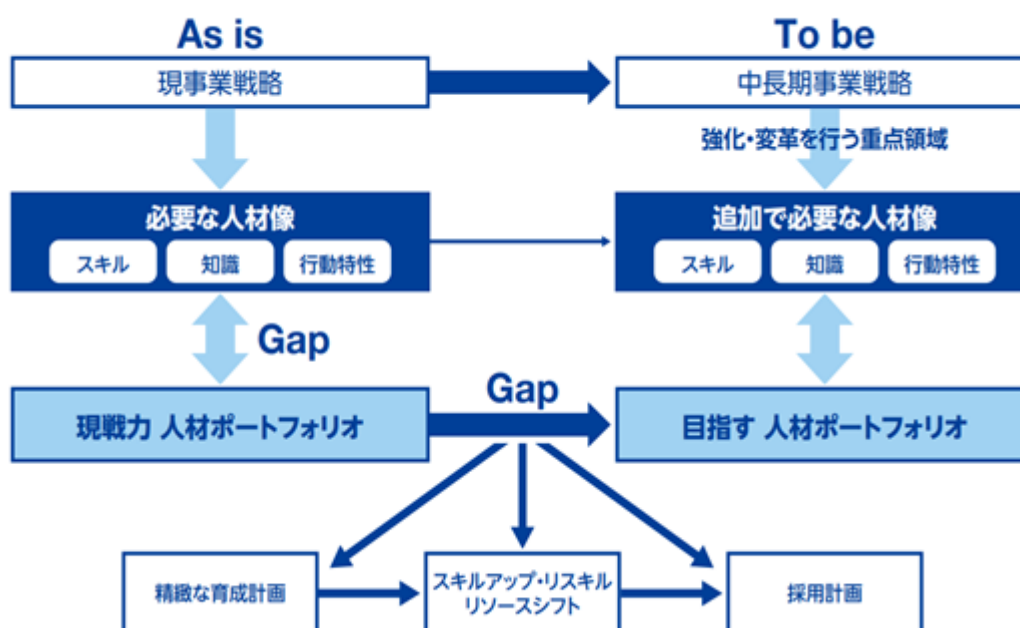 As is
To be
現事業戦略
中長期事業戦略
強化・変革を行う重点領域
必要な人材像
スキル
知識
行動特性
追加で必要な人材像
スキル
知識
行動特性
Gap
Gap
現戦力 人材ポートフォリオ
目指す 人材ポートフォリオ
精緻な育成計画
スキルアップ・リスキル
リソースシフト
採用計画